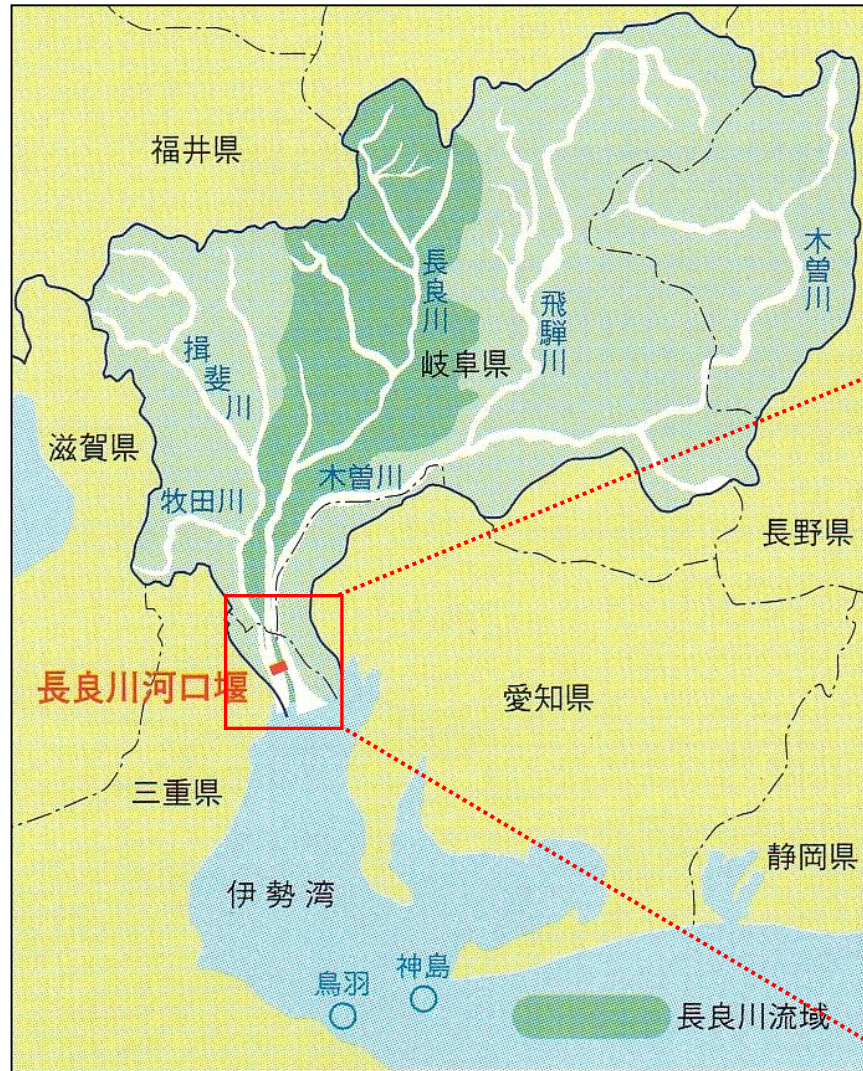 福井県
木曽川
長良川
飛騨川
岐阜県
揖斐川
滋賀県
木曽川
牧田川
長野県
長良川河口堰
愛知県
三重県
静岡県
伊勢湾
神島
鳥羽
長良川流域